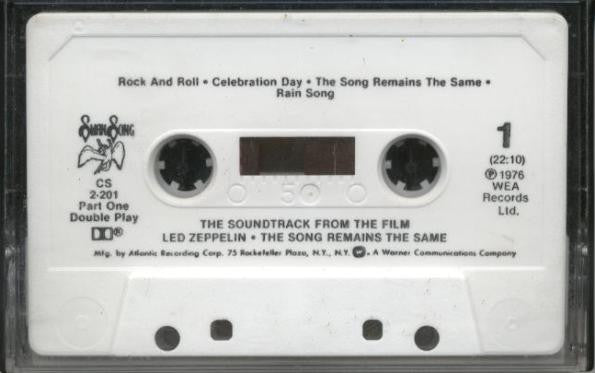 Rock And Roll • Celebration Day • The Song Remains The Same •
Rain Song
SWAN SONG
CS
2-201
Part One
Double Play
DOLBY®
1
(22:10)
℗ 1976
WEA
Records
Ltd.
50
THE SOUNDTRACK FROM THE FILM
LED ZEPPELIN • THE SONG REMAINS THE SAME
Mfg. by Atlantic Recording Corp. 75 Rockefeller Plaza, N.Y., N.Y. W. A Warner Communications Company